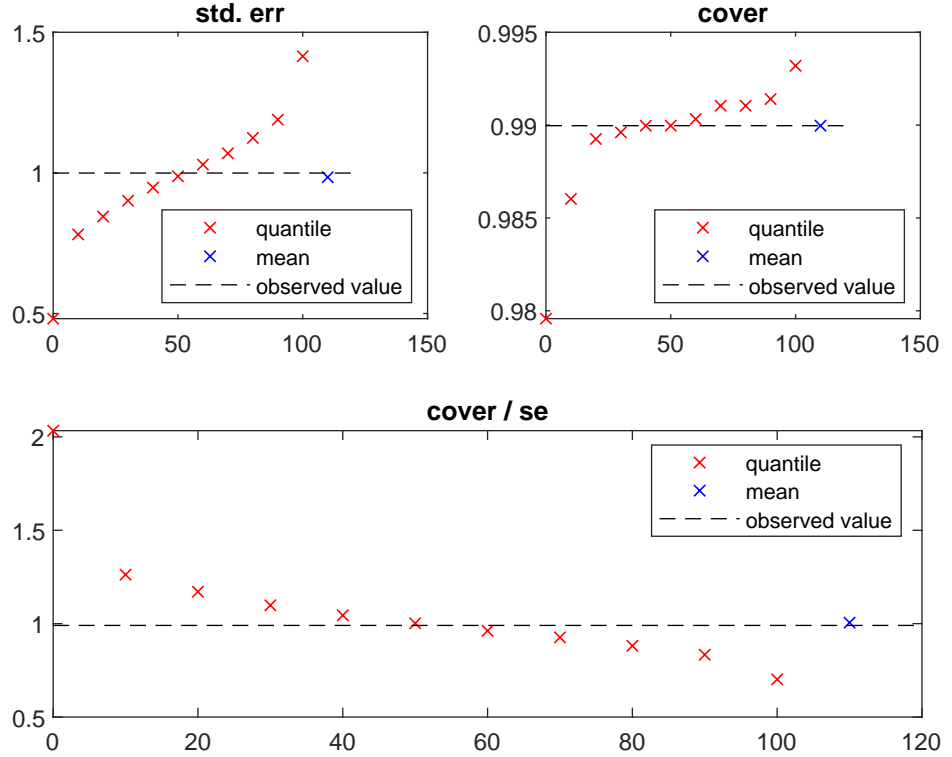 std. err
1.5
1
0.5
0
50
100
150
quantile
mean
observed value
cover
0.995
0.99
0.985
0.98
0
50
100
150
quantile
mean
observed value
cover / se
2
1.5
1
0.5
0
20
40
60
80
100
120
quantile
mean
observed value